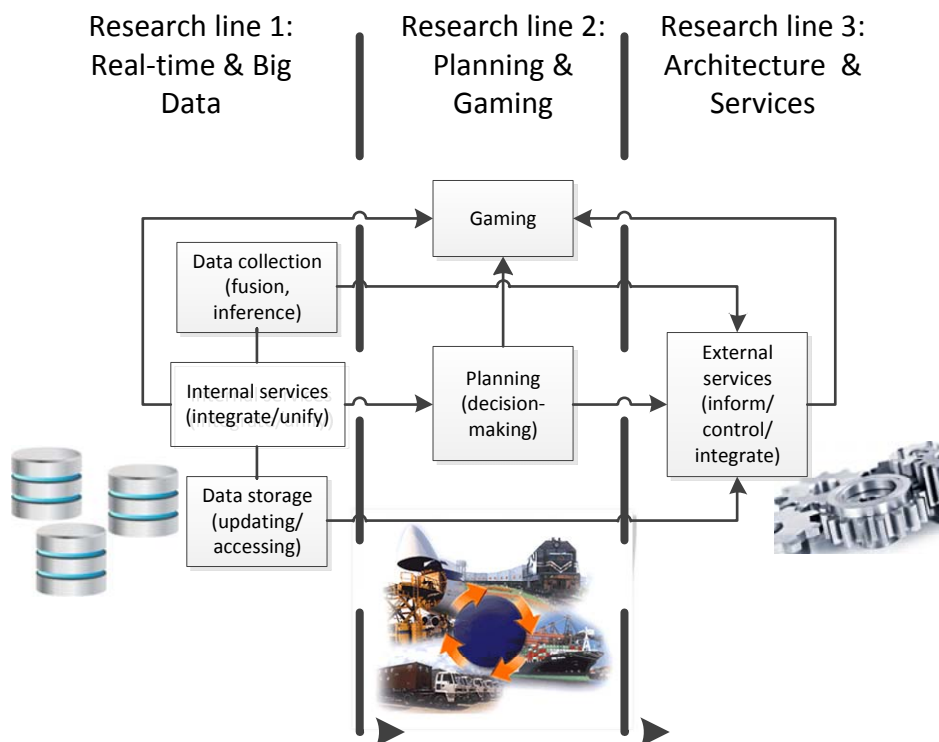 Research line 1:
Real-time & Big
Data
Research line 2:
Planning &
Gaming
Research line 3:
Architecture &
Services
Gaming
Data collection
(fusion,
inference)
Internal services
(integrate/unify)
Planning
(decision-
making)
External
services
(inform/
control/
integrate)
Data storage
(updating/
accessing)